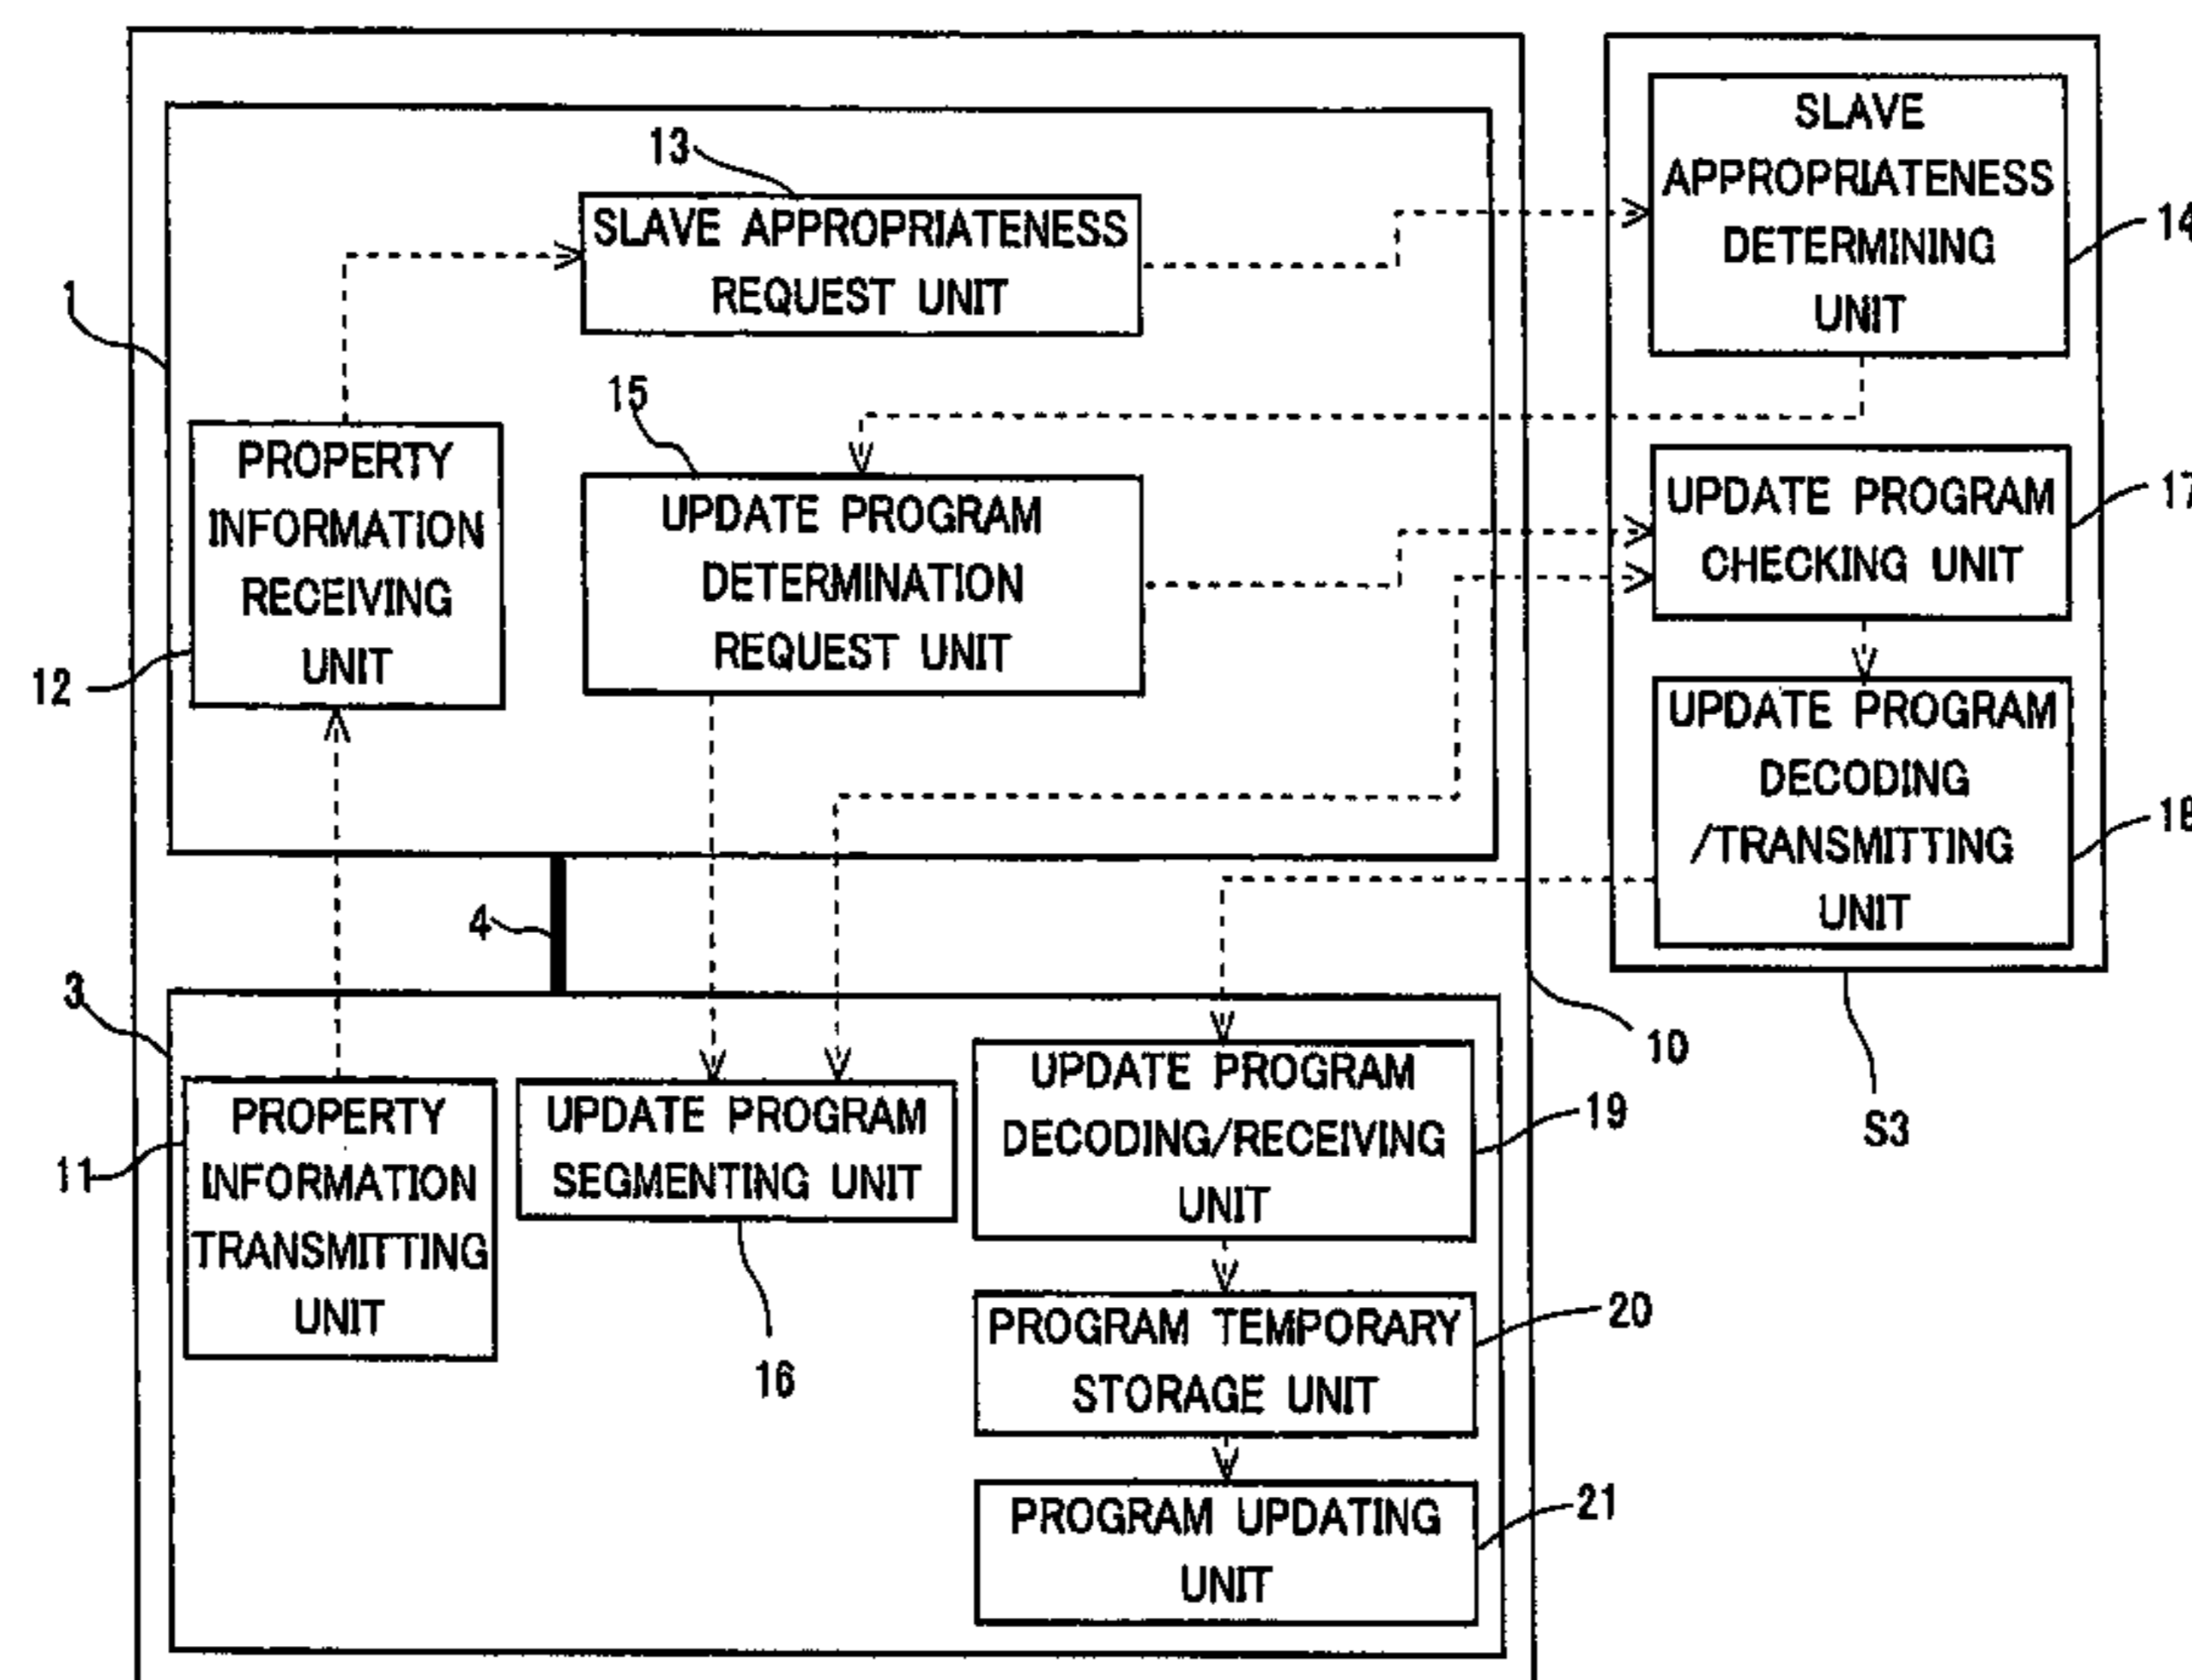 13
SLAVE APPROPRIATENESS
REQUEST UNIT
SLAVE
APPROPRIATENESS
DETERMINING
UNIT
14
1
15
PROPERTY
INFORMATION
RECEIVING
UNIT
12
UPDATE PROGRAM
DETERMINATION
REQUEST UNIT
UPDATE PROGRAM
CHECKING UNIT
17
UPDATE PROGRAM
DECODING
/TRANSMITTING
UNIT
18
4
3
10
S3
PROPERTY
INFORMATION
TRANSMITTING
UNIT
11
UPDATE PROGRAM
SEGMENTING UNIT
16
UPDATE PROGRAM
DECODING/RECEIVING
UNIT
19
PROGRAM TEMPORARY
STORAGE UNIT
20
PROGRAM UPDATING
UNIT
21